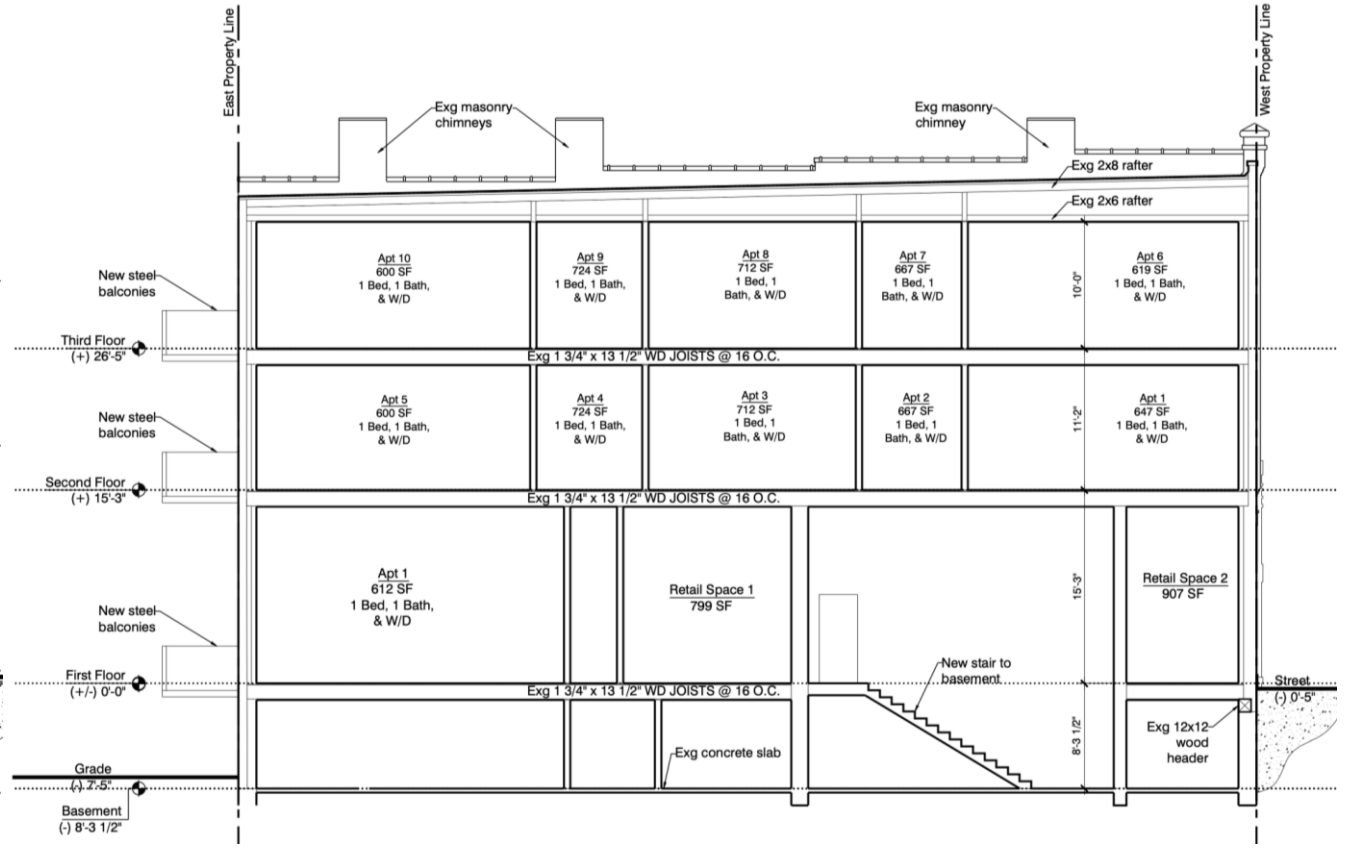 East Property Line
West Property Line
Exg masonry
chimneys
Exg masonry
chimney
Exg 2x8 rafter
Exg 2x6 rafter
Apt 10
600 SF
1 Bed, 1 Bath,
& W/D
Apt 9
724 SF
1 Bed, 1 Bath,
& W/D
Apt 8
712 SF
1 Bed, 1
Bath, & W/D
Apt 7
667 SF
1 Bed, 1
Bath, & W/D
10'-0"
Apt 6
619 SF
1 Bed, 1 Bath,
& W/D
New steel
balconies
Third Floor
(+) 26'-5"
Exg 1 3/4" x 13 1/2" WD JOISTS @ 16 O.C.
Apt 5
600 SF
1 Bed, 1 Bath,
& W/D
Apt 4
724 SF
1 Bed, 1 Bath,
& W/D
Apt 3
712 SF
1 Bed, 1
Bath, & W/D
Apt 2
667 SF
1 Bed, 1
Bath, & W/D
11'-2"
Apt 1
647 SF
1 Bed, 1 Bath,
& W/D
New steel
balconies
Second Floor
(+) 15'-3"
Exg 1 3/4" x 13 1/2" WD JOISTS @ 16 O.C.
Apt 1
612 SF
1 Bed, 1 Bath,
& W/D
Retail Space 1
799 SF
15'-3"
Retail Space 2
907 SF
New steel
balconies
First Floor
(+/-) 0'-0"
Exg 1 3/4" x 13 1/2" WD JOISTS @ 16 O.C.
New stair to
basement
Street
(-) 0'-5"
Exg concrete slab
8'-3 1/2"
Exg 12x12
wood
header
Grade
(-) 7'-5"
Basement
(-) 8'-3 1/2"